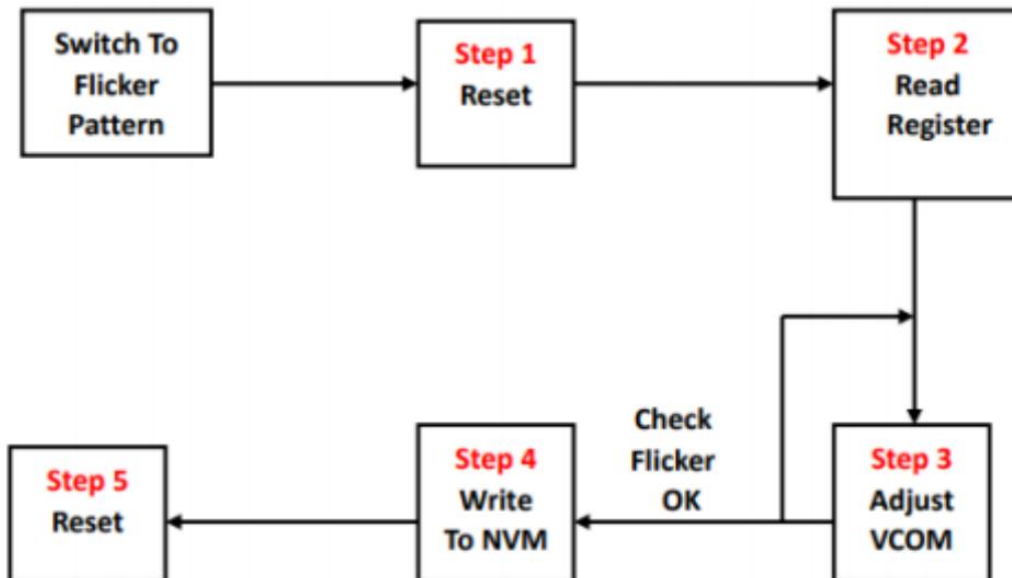 Switch To
Flicker
Pattern
Step 1
Reset
Step 2
Read
Register
Check
Flicker
OK
Step 3
Adjust
VCOM
Step 4
Write
To NVM
Step 5
Reset